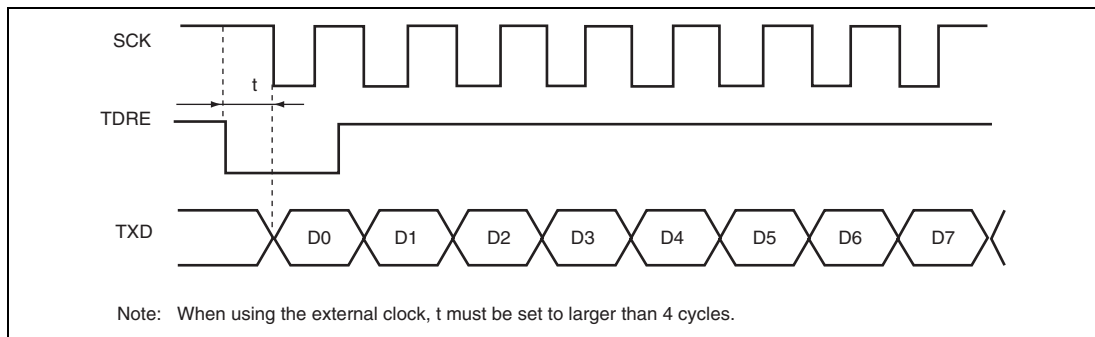 SCK
t
TDRE
TXD D0 D1 D2 D3 D4 D5 D6 D7
Note: When using the external clock, t must be set to larger than 4 cycles.